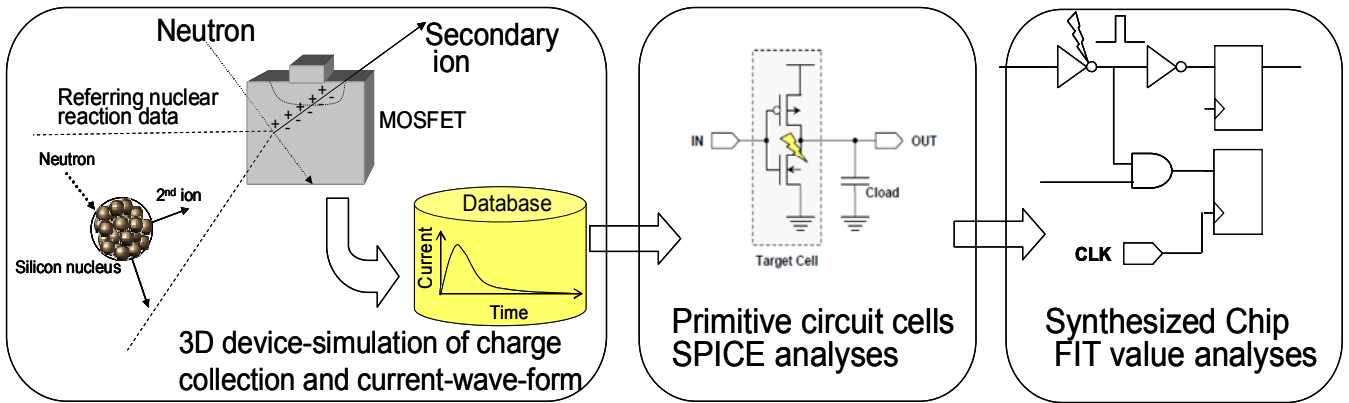 Neutron
Secondary
ion
Referring nuclear
reaction data
MOSFET
Neutron
2nd ion
Silicon nucleus
Database
Current
Time
3D device-simulation of charge
collection and current-wave-form
IN
OUT
Cload
Target Cell
Primitive circuit cells
SPICE analyses
CLK
Synthesized Chip
FIT value analyses